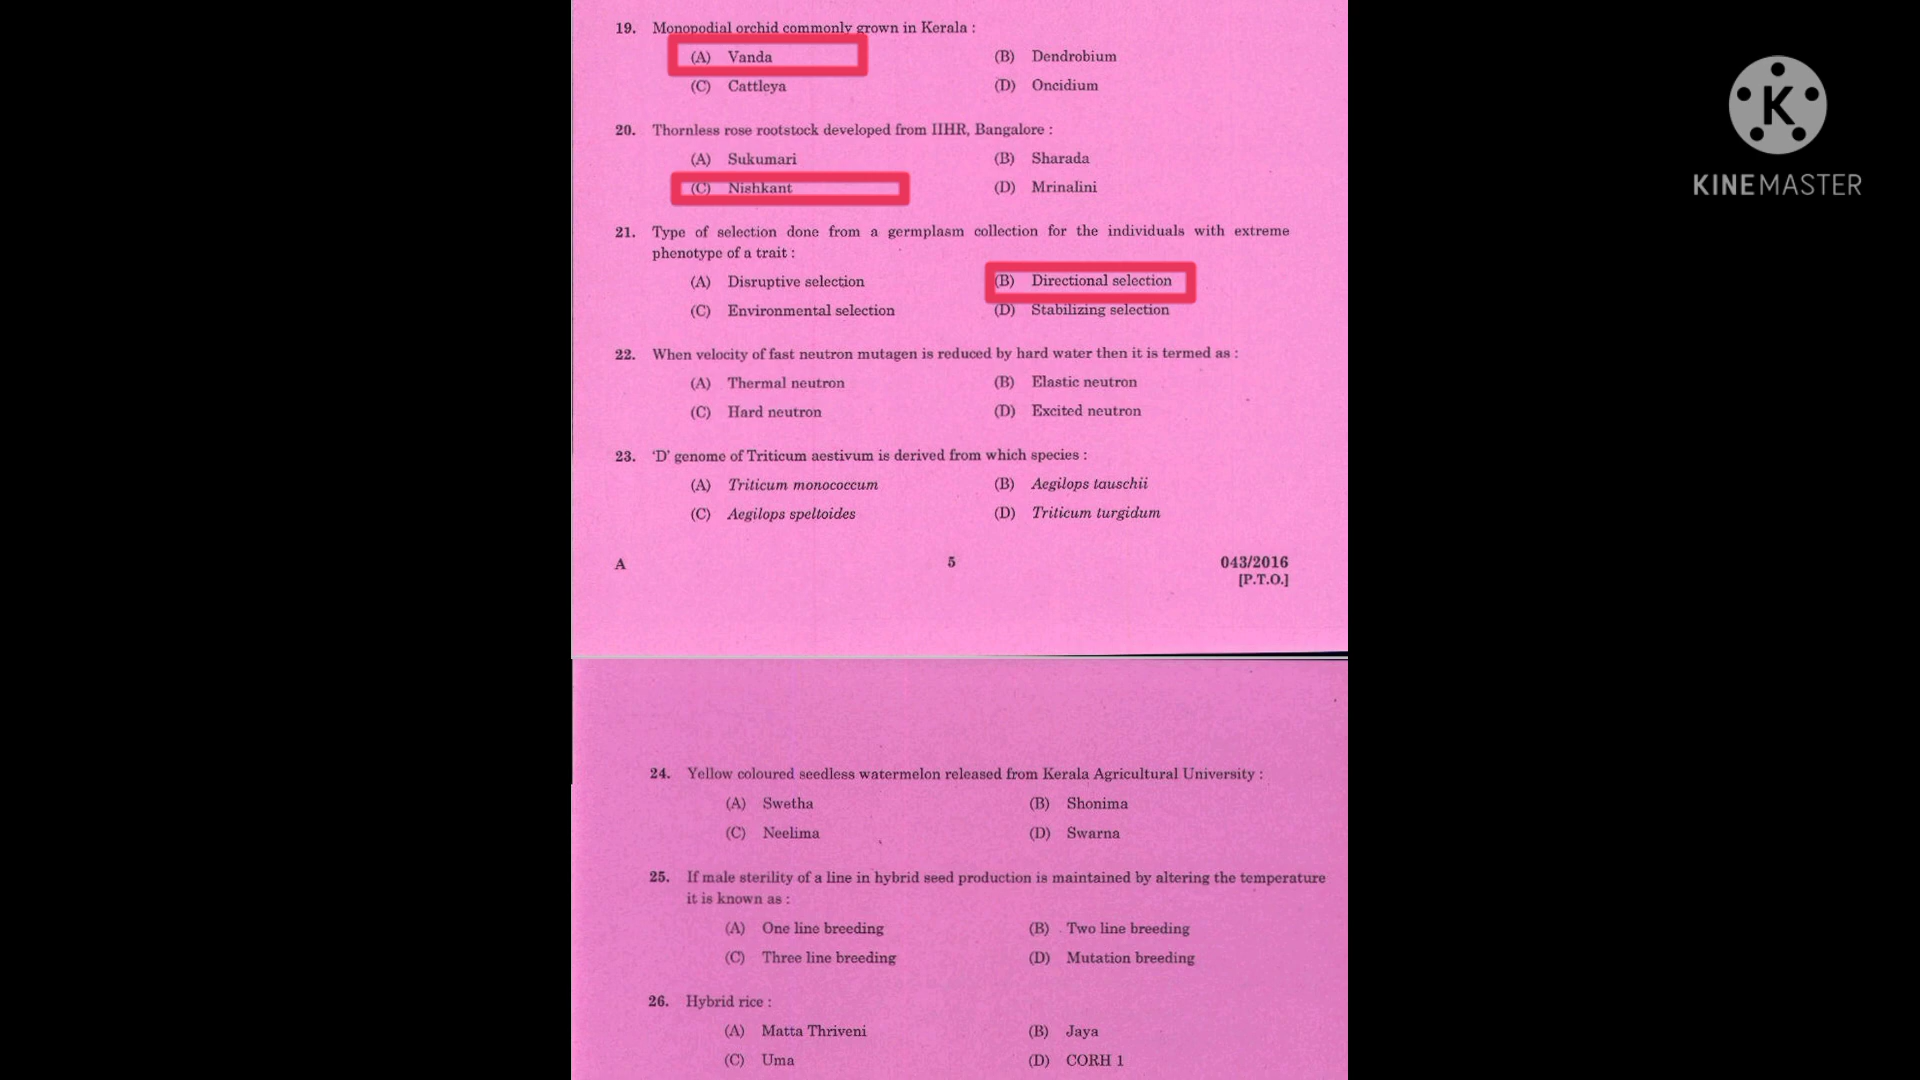 19. Monopodial orchid commonly grown in Kerala :
(A) Vanda (B) Dendrobium
(C) Cattleya (D) Oncidium
20. Thornless rose rootstock developed from IIHR, Bangalore :
(A) Sukumari (B) Sharada
(C) Nishkant (D) Mrinalini
21. Type of selection done from a germplasm collection for the individuals with extreme
phenotype of a trait :
(A) Disruptive selection (B) Directional selection
(C) Environmental selection (D) Stabilizing selection
22. When velocity of fast neutron mutagen is reduced by hard water then it is termed as :
(A) Thermal neutron (B) Elastic neutron
(C) Hard neutron (D) Excited neutron
23. 'D' genome of Triticum aestivum is derived from which species :
(A) Triticum monococcum (B) Aegilops tauschii
(C) Aegilops speltoides (D) Triticum turgidum
A 5 043/2016
[P.T.O.]
24. Yellow coloured seedless watermelon released from Kerala Agricultural University :
(A) Swetha (B) Shonima
(C) Neelima (D) Swarna
25. If male sterility of a line in hybrid seed production is maintained by altering the temperature
it is known as :
(A) One line breeding (B) Two line breeding
(C) Three line breeding (D) Mutation breeding
26. Hybrid rice :
(A) Matta Thriveni (B) Jaya
(C) Uma (D) CORH 1
K
KINEMASTER